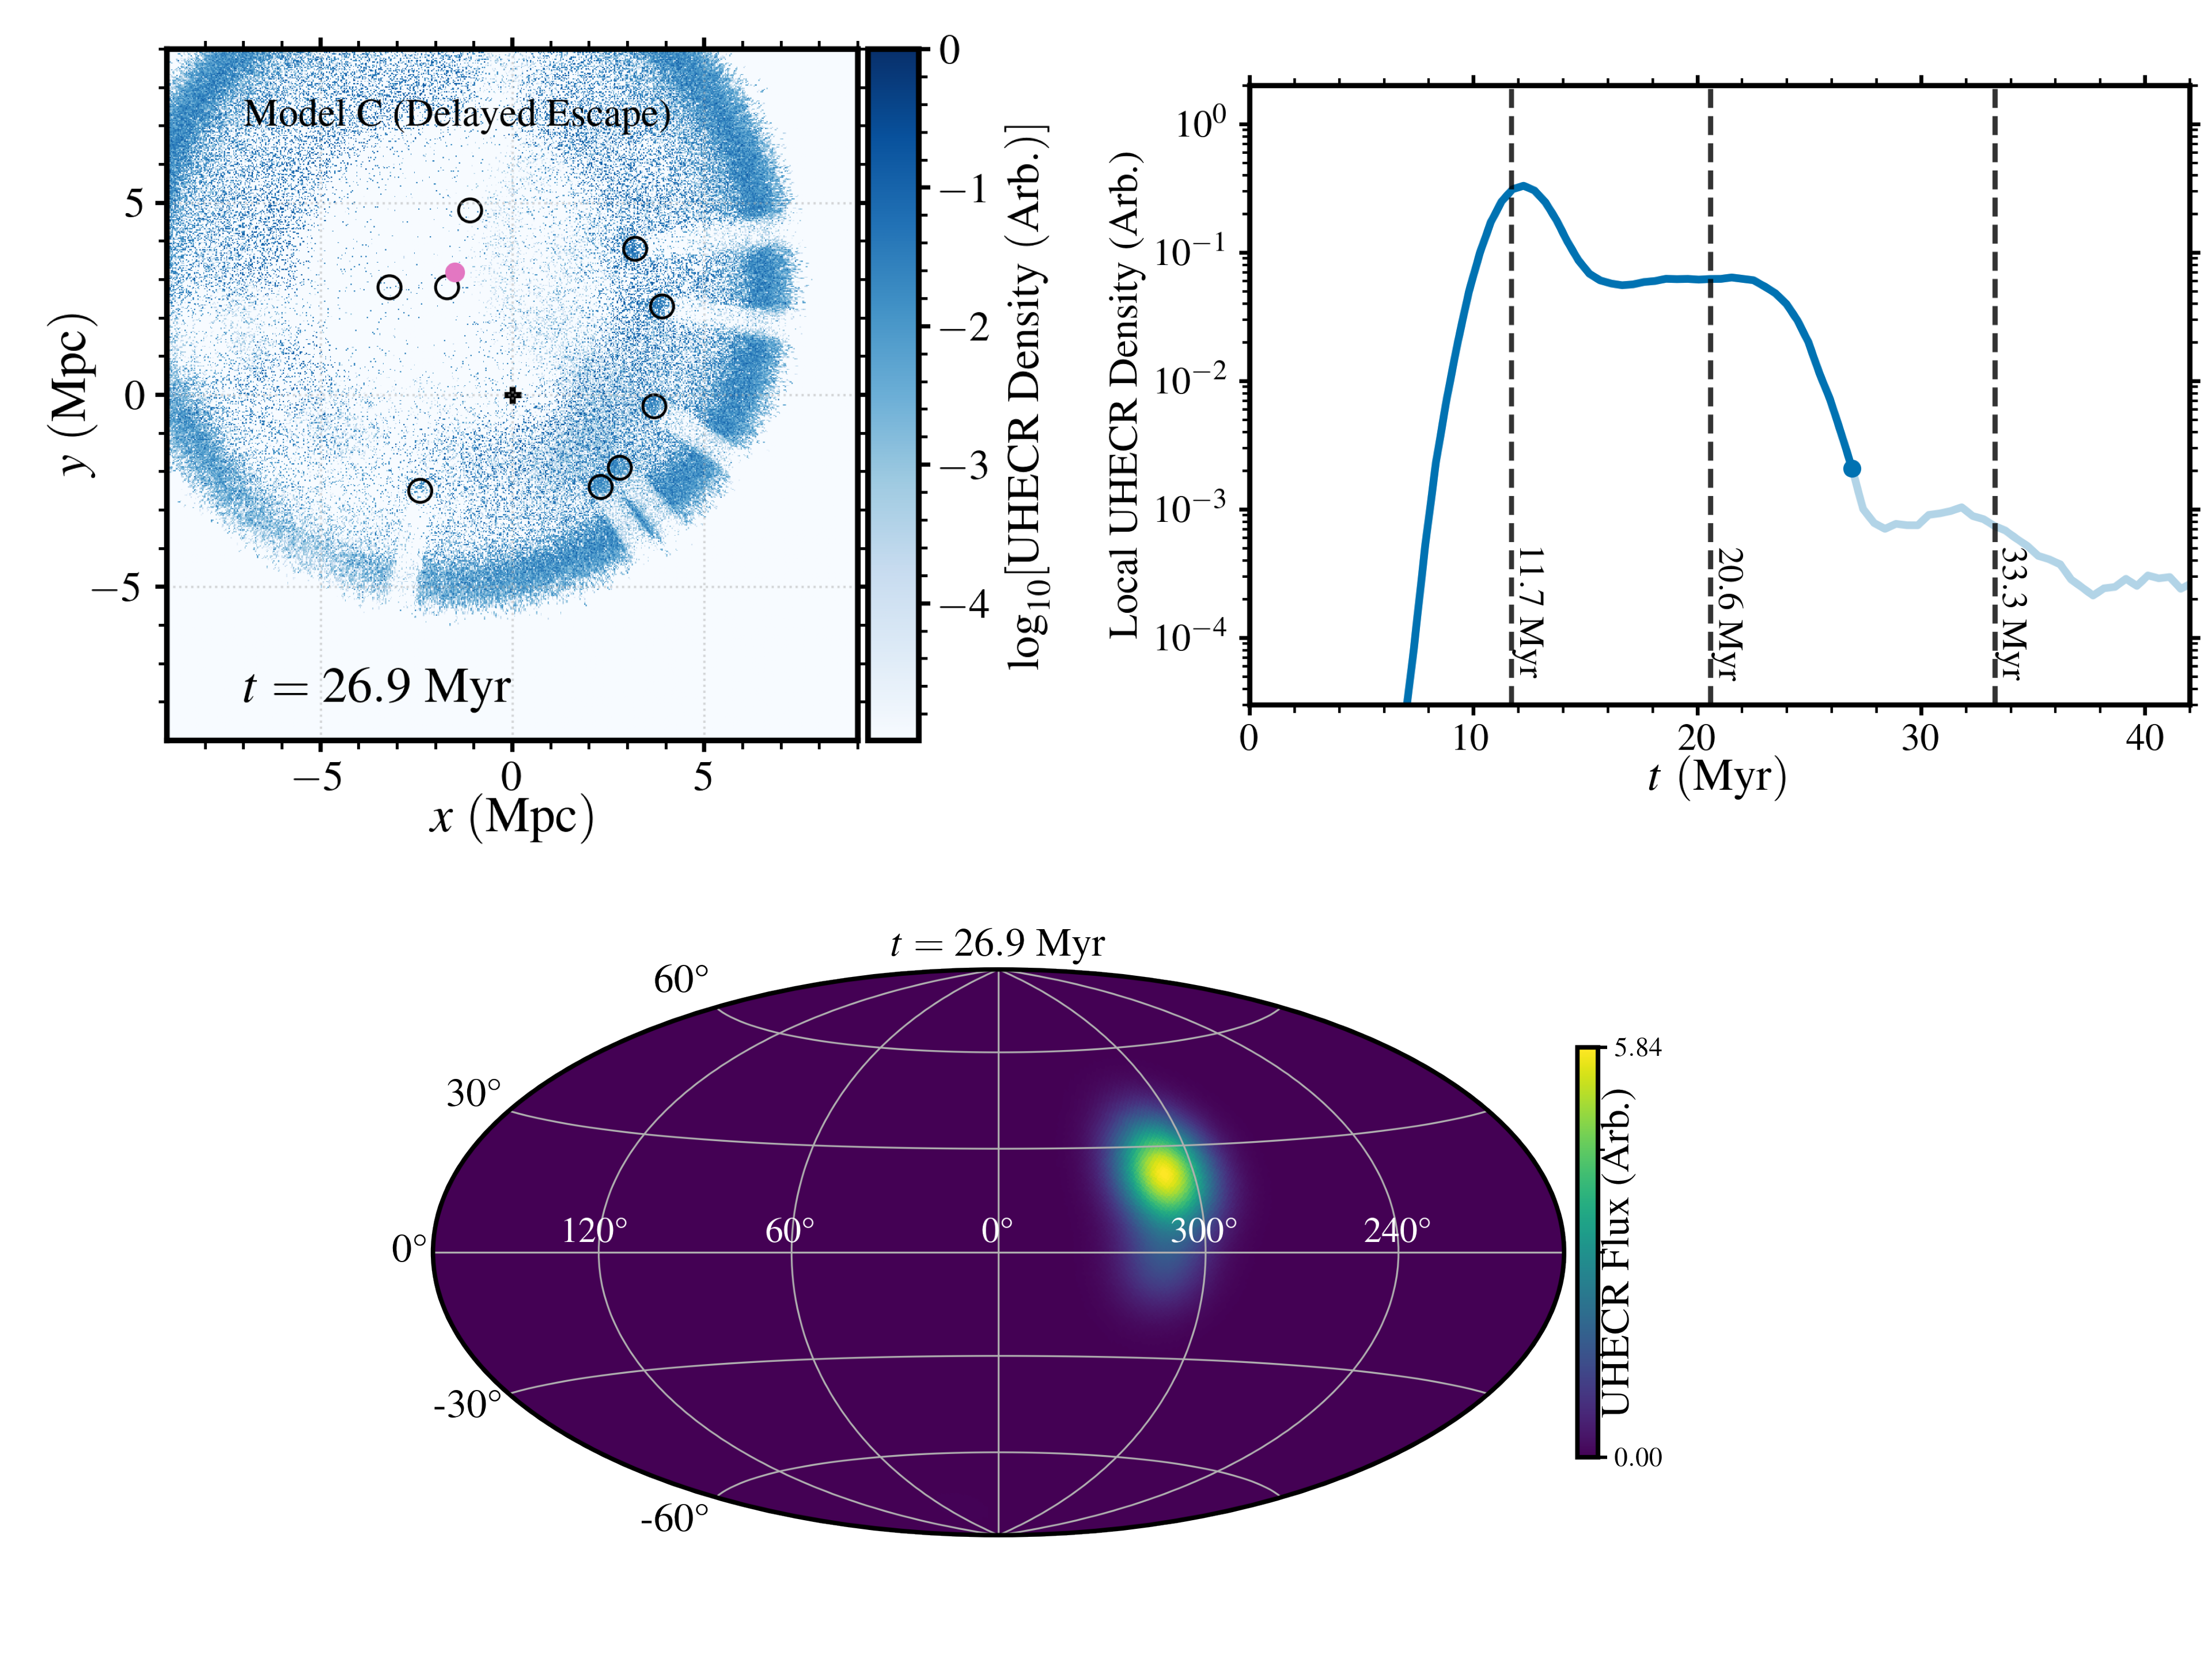 Model C (Delayed Escape)
t = 26.9 Myr
5
0
−5
y (Mpc)
−5
0
5
x (Mpc)
0
−1
−2
−3
−4
log10[UHECR Density (Arb.)]
10^0
10^−1
10^−2
10^−3
10^−4
Local UHECR Density (Arb.)
11.7 Myr
20.6 Myr
33.3 Myr
0
10
20
30
40
t (Myr)
t = 26.9 Myr
60°
30°
0°
-30°
-60°
120°
60°
0°
300°
240°
5.84
0.00
UHECR Flux (Arb.)